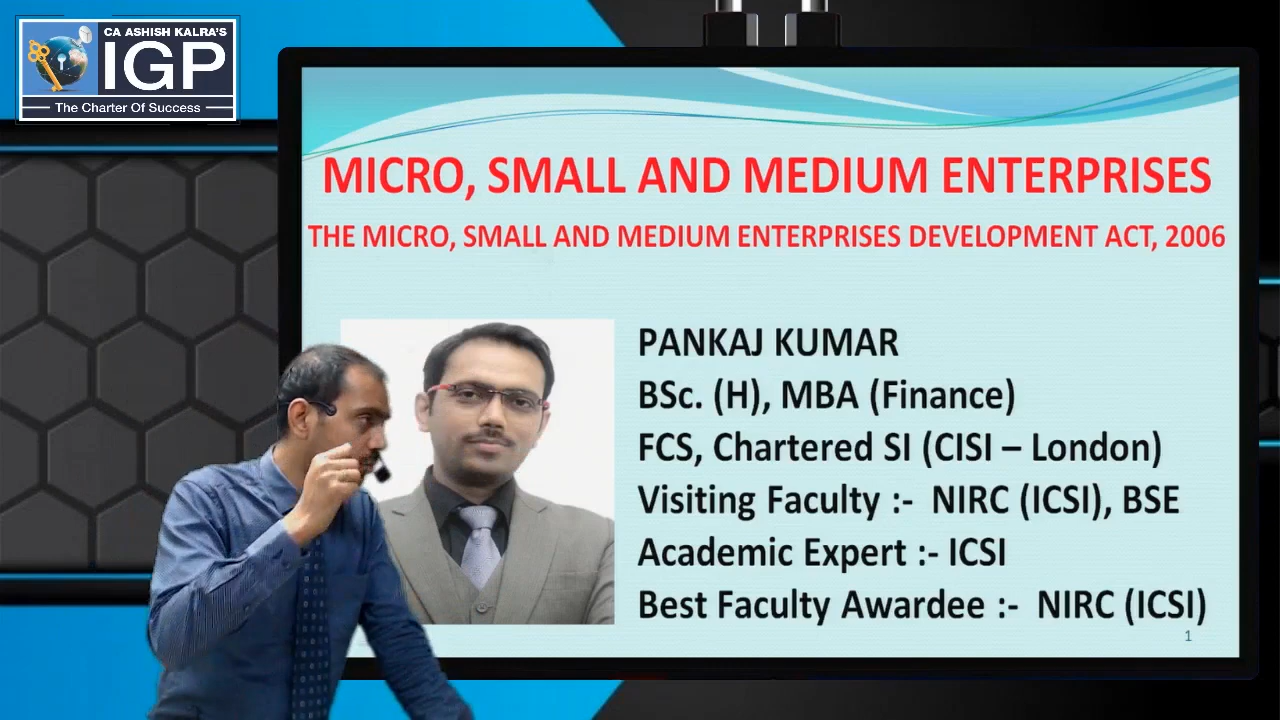 CA ASHISH KALRA'S
IGP
The Charter Of Success
MICRO, SMALL AND MEDIUM ENTERPRISES
THE MICRO, SMALL AND MEDIUM ENTERPRISES DEVELOPMENT ACT, 2006
PANKAJ KUMAR
BSc. (H), MBA (Finance)
FCS, Chartered SI (CISI – London)
Visiting Faculty :- NIRC (ICSI), BSE
Academic Expert :- ICSI
Best Faculty Awardee :- NIRC (ICSI)
1